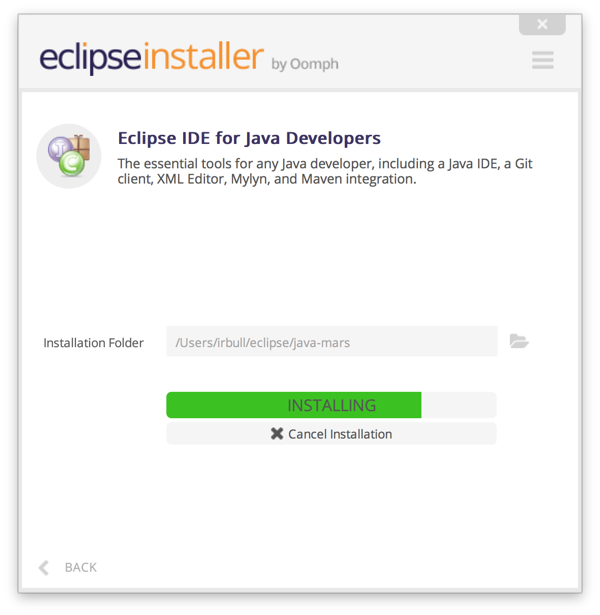 eclipseinstaller by Oomph
Eclipse IDE for Java Developers
The essential tools for any Java developer, including a Java IDE, a Git
client, XML Editor, Mylyn, and Maven integration.
Installation Folder /Users/irbull/eclipse/java-mars
INSTALLING
Cancel Installation
BACK